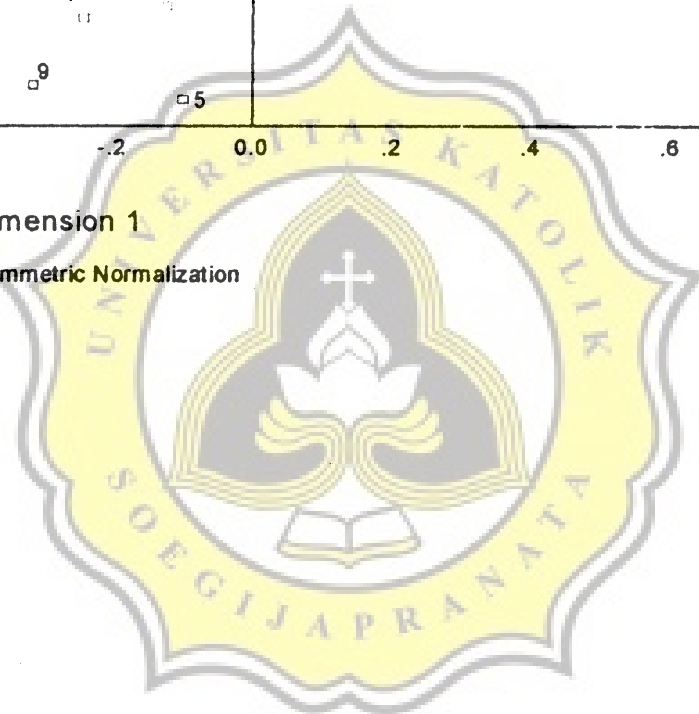 9
5
-.2 0.0 .2 .4 .6
mension 1
mmetric Normalization
UNIVERSITAS KATOLIK
SOEGIJAPRANATA